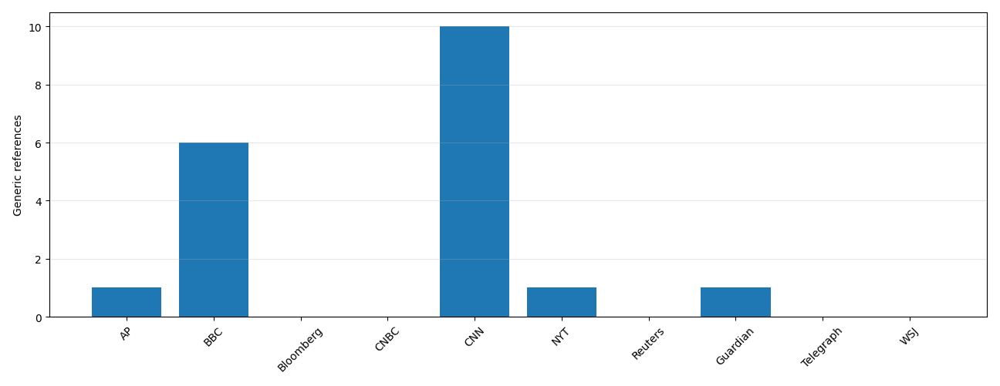 Generic references
10
8
6
4
2
0
AP
BBC
Bloomberg
CNBC
CNN
NYT
Reuters
Guardian
Telegraph
WSJ